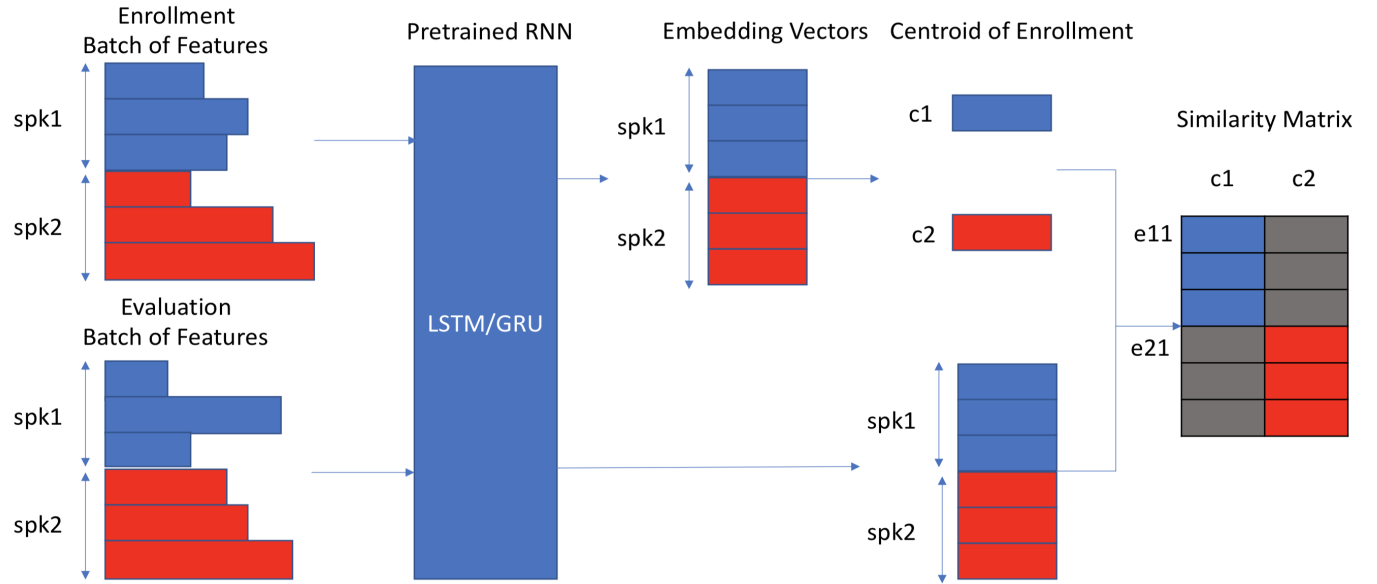 Enrollment
Batch of Features
spk1
spk2
Evaluation
Batch of Features
spk1
spk2
Pretrained RNN
LSTM/GRU
Embedding Vectors
spk1
spk2
Centroid of Enrollment
c1
c2
spk1
spk2
Similarity Matrix
c1 c2
e11
e21